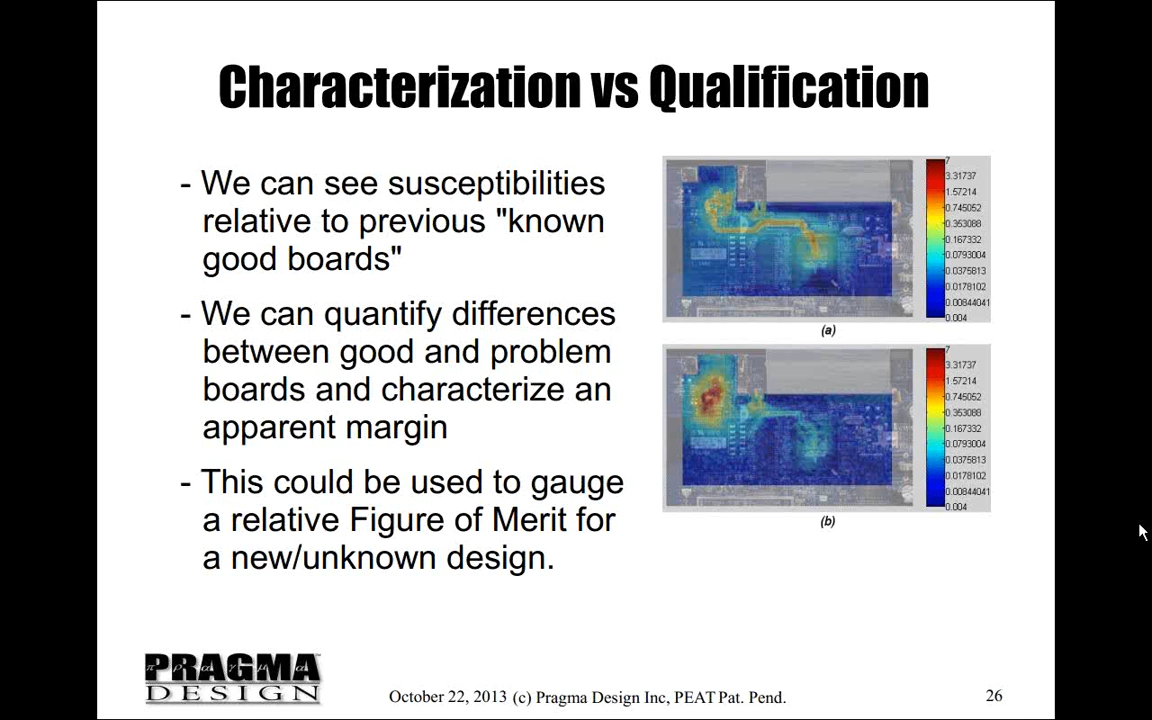 Characterization vs Qualification
- We can see susceptibilities
relative to previous "known
good boards"
- We can quantify differences
between good and problem
boards and characterize an
apparent margin
- This could be used to gauge
a relative Figure of Merit for
a new/unknown design.
7
3.31737
1.57214
0.745052
0.353088
0.167332
0.0793004
0.0375813
0.0178102
0.00844041
0.004
(a)
7
3.31737
1.57214
0.745052
0.353088
0.167332
0.0793004
0.0375813
0.0178102
0.00844041
0.004
(b)
PRAGMA
π ρ α γ μ α
DESIGN
October 22, 2013 (c) Pragma Design Inc, PEAT Pat. Pend.
26